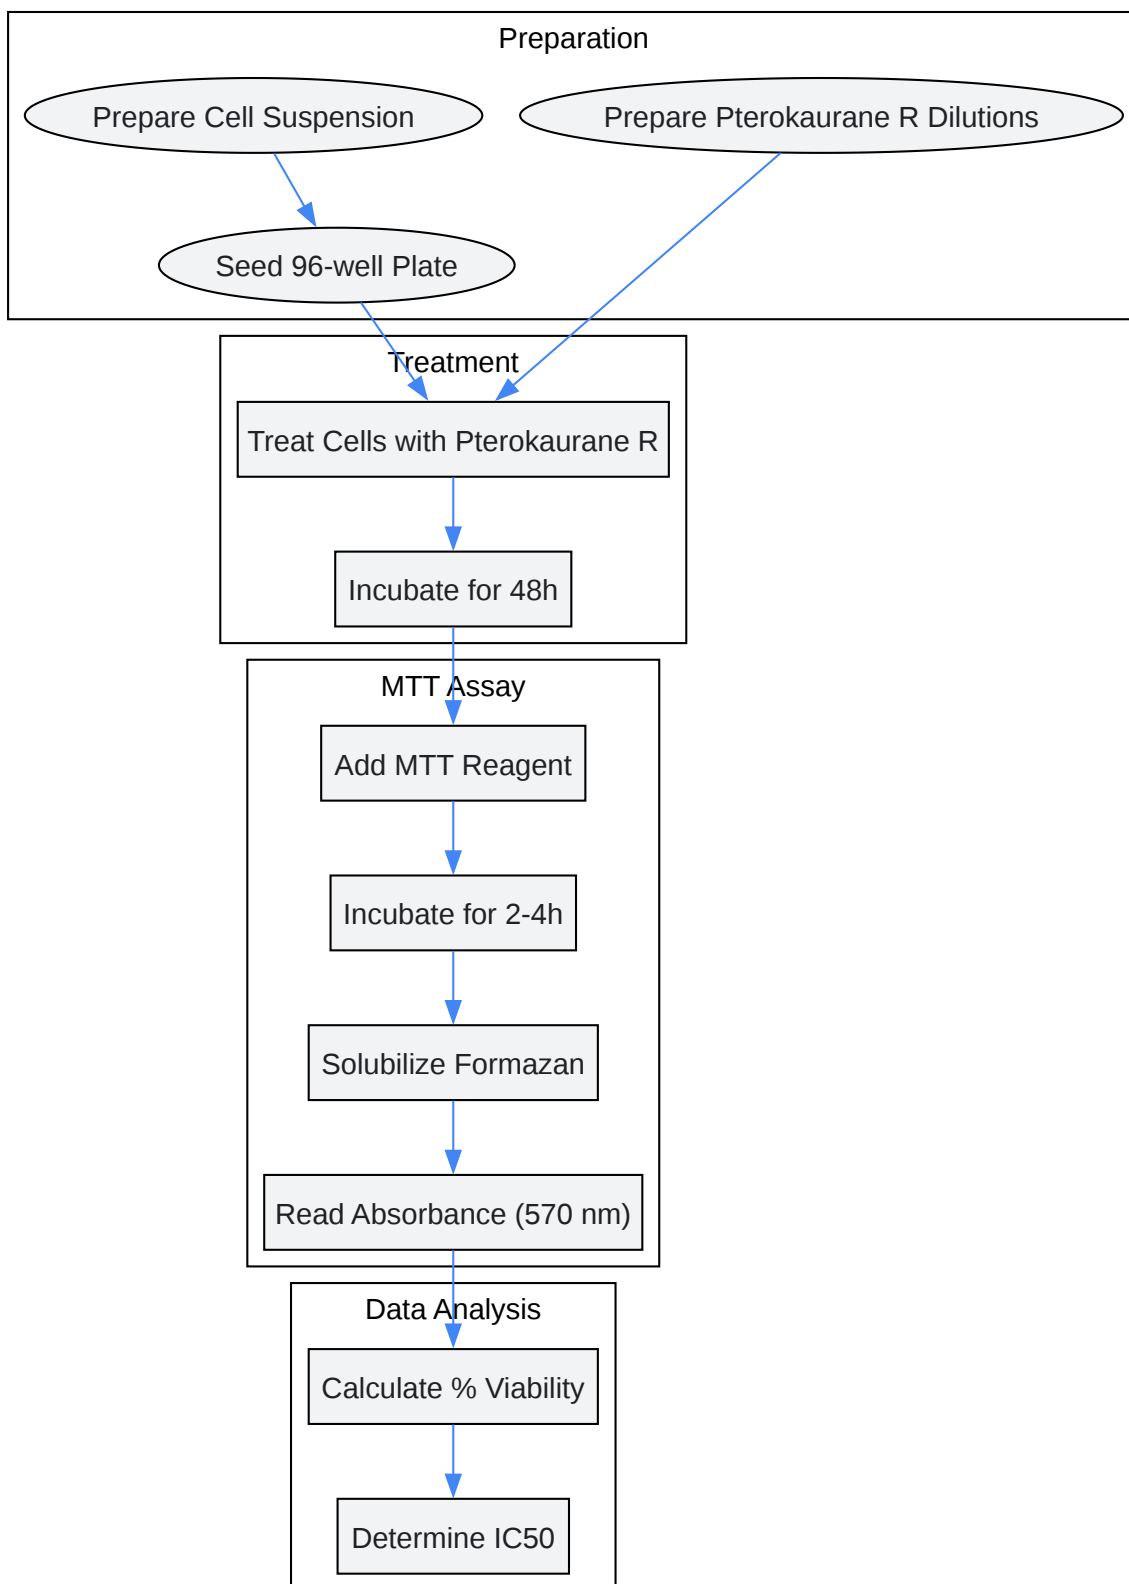 Preparation
Prepare Cell Suspension
Prepare Pterokaurane R Dilutions
Seed 96-well Plate
Treatment
Treat Cells with Pterokaurane R
Incubate for 48h
MTT Assay
Add MTT Reagent
Incubate for 2-4h
Solubilize Formazan
Read Absorbance (570 nm)
Data Analysis
Calculate % Viability
Determine IC50